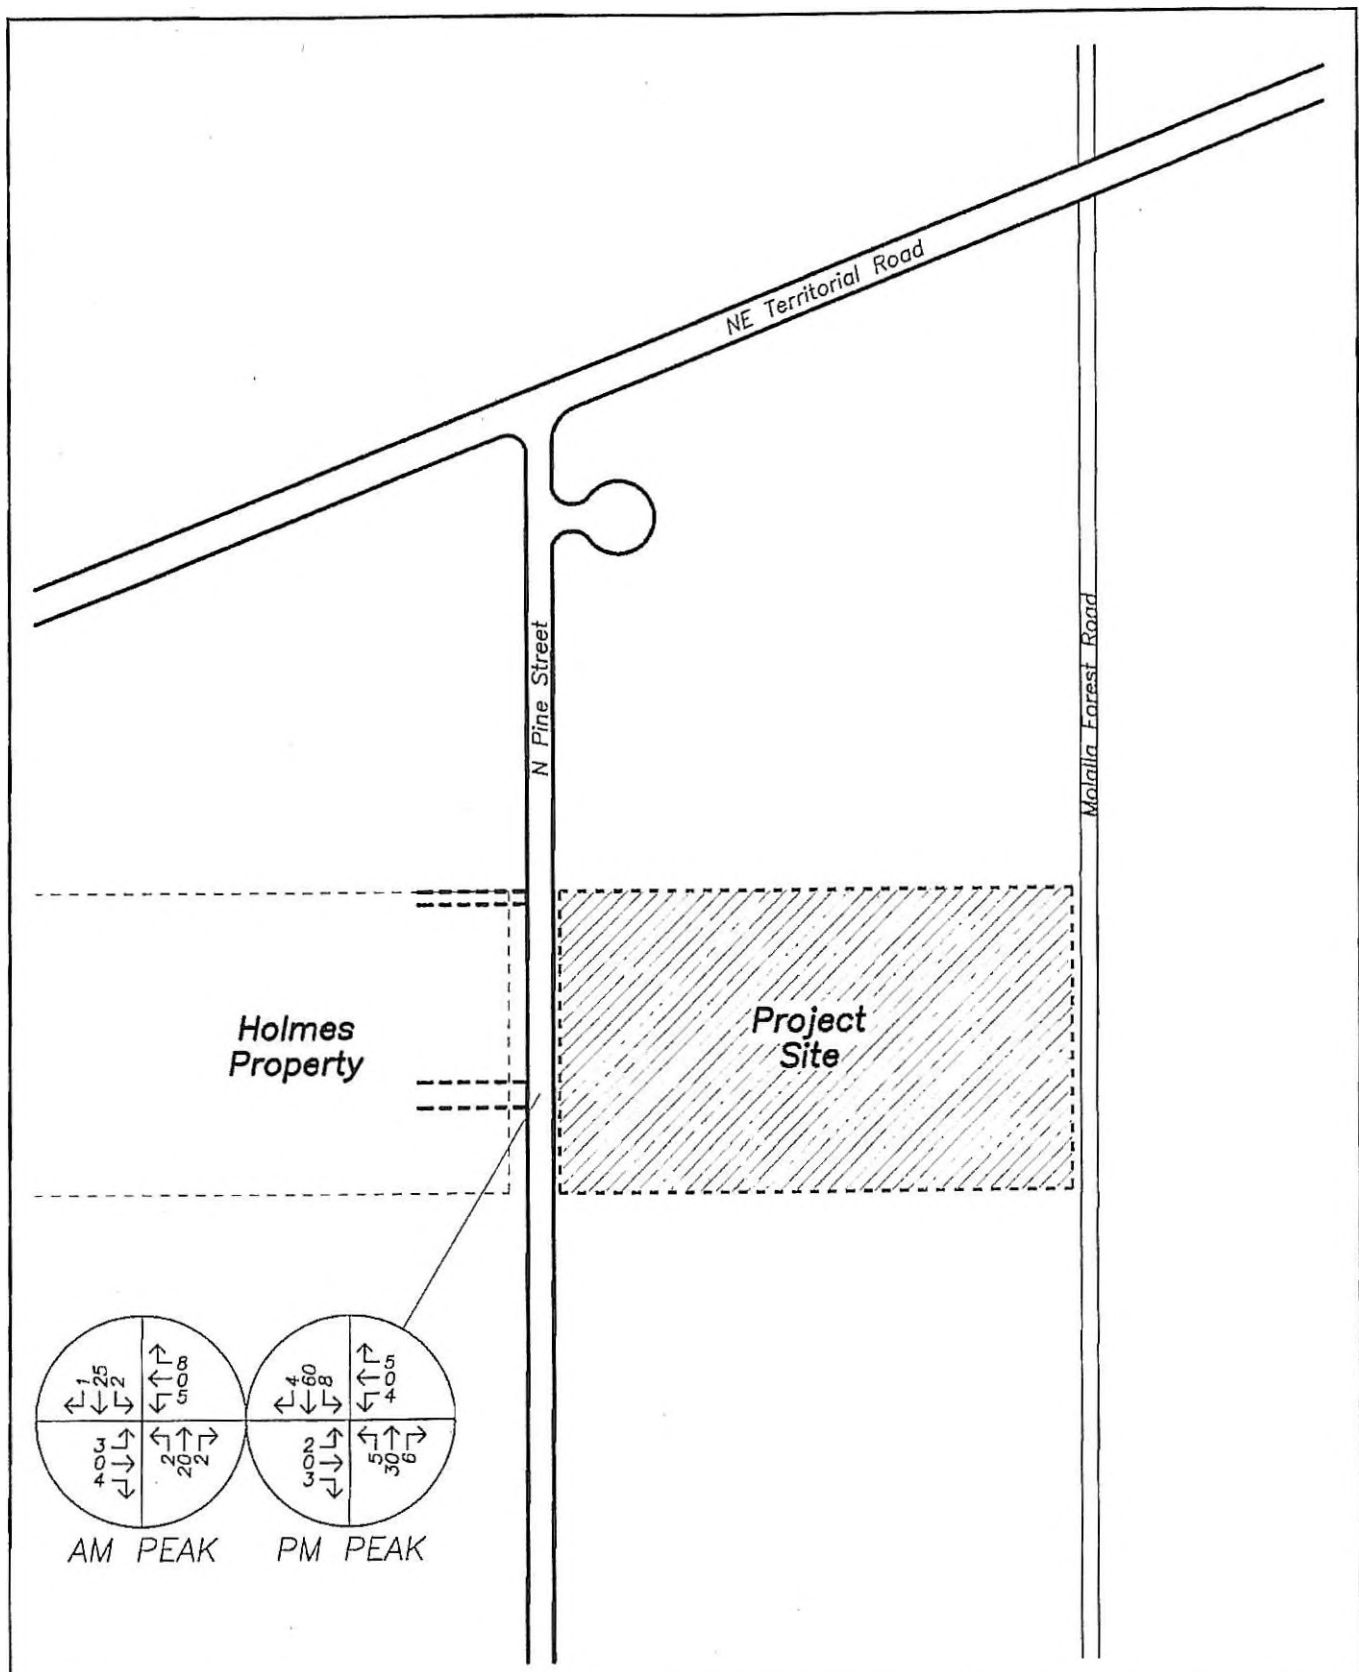 NE Territorial Road
N Pine Street
Molalla Forest Road
Holmes
Property
Project
Site
1 25 2
8
0
5
3
0
4
2 20 2
AM PEAK
4 60 8
5
0
4
2
0
3
5 30 6
PM PEAK